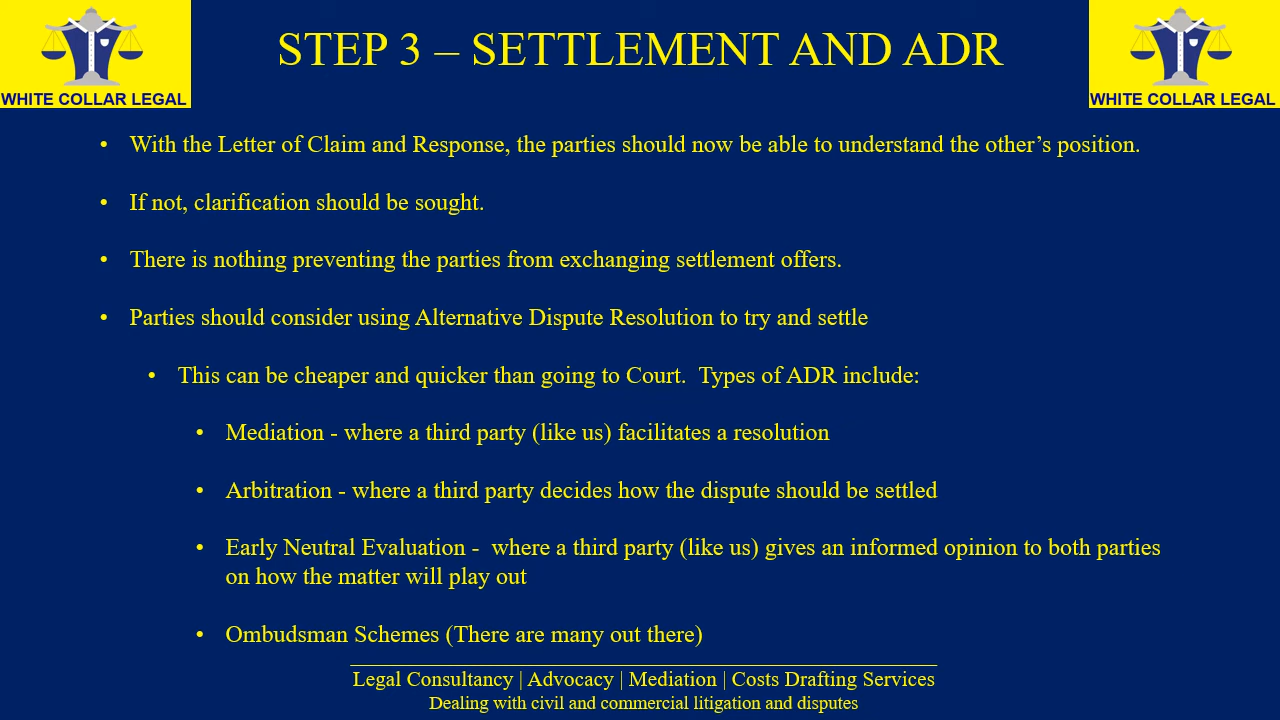 WHITE COLLAR LEGAL
STEP 3 – SETTLEMENT AND ADR
WHITE COLLAR LEGAL
• With the Letter of Claim and Response, the parties should now be able to understand the other’s position.
• If not, clarification should be sought.
• There is nothing preventing the parties from exchanging settlement offers.
• Parties should consider using Alternative Dispute Resolution to try and settle
• This can be cheaper and quicker than going to Court.  Types of ADR include:
• Mediation - where a third party (like us) facilitates a resolution
• Arbitration - where a third party decides how the dispute should be settled
• Early Neutral Evaluation -  where a third party (like us) gives an informed opinion to both parties
on how the matter will play out
• Ombudsman Schemes (There are many out there)
Legal Consultancy | Advocacy | Mediation | Costs Drafting Services
Dealing with civil and commercial litigation and disputes